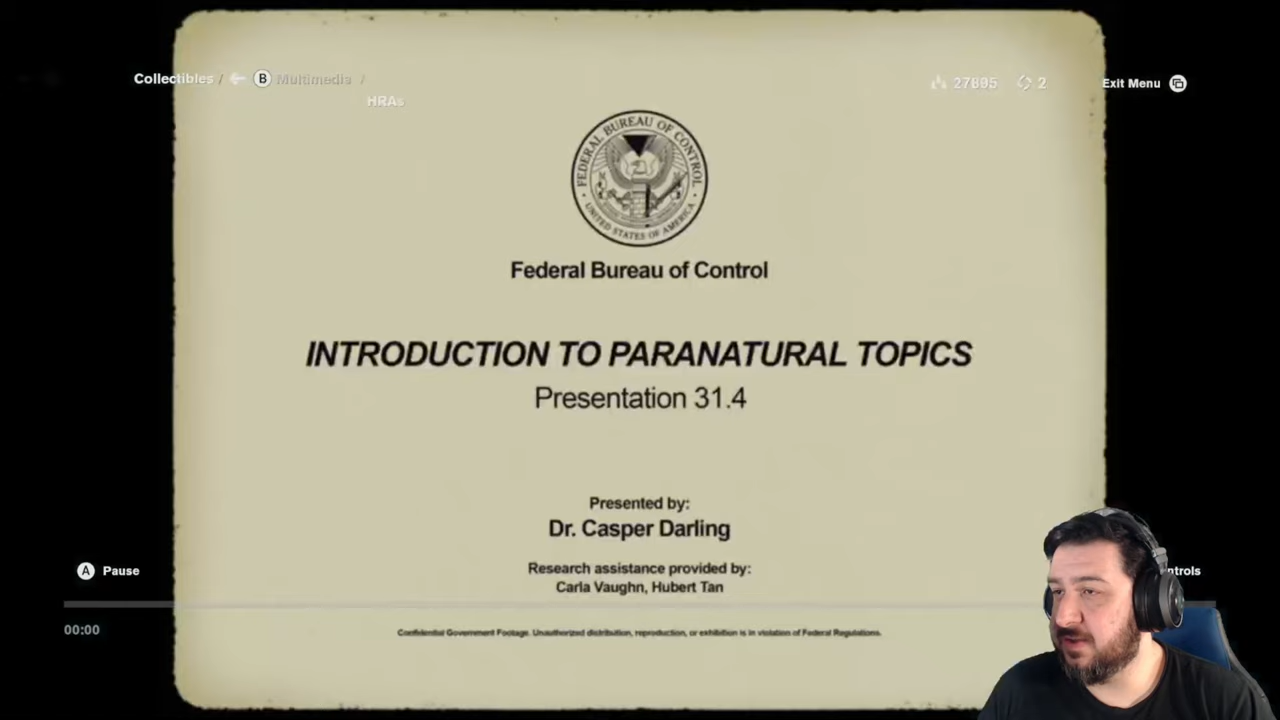 Collectibles / B Multimedia /
HRAs
27895 2
Exit Menu
FEDERAL BUREAU OF CONTROL
UNITED STATES OF AMERICA
Federal Bureau of Control
INTRODUCTION TO PARANATURAL TOPICS
Presentation 31.4
Presented by:
Dr. Casper Darling
Research assistance provided by:
Carla Vaughn, Hubert Tan
A Pause
ntrols
00:00
Confidential Government Footage. Unauthorized distribution, reproduction, or exhibition is in violation of Federal Regulations.